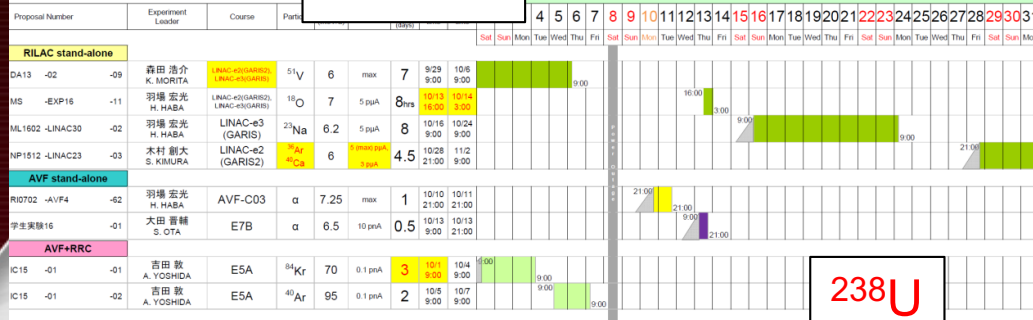 Proposal Number Experiment Leader Course Partic (days) 4 5 6 7 8 9 10 11 12 13 14 15 16 17 18 19 20 21 22 23 24 25 26 27 28 29 30 31
Sat Sun Mon Tue Wed Thu Fri Sat Sun Mon Tue Wed Thu Fri Sat Sun Mon Tue Wed Thu Fri Sat Sun Mon Tue Wed Thu Fri Sat Sun Mon
RILAC stand-alone
DA13 -02 -09 森田 浩介 K. MORITA LINAC-e2(GARIS2), LINAC-e3(GARIS) 51V 6 max 7 9/29 9:00 10/6 9:00 9:00
MS -EXP16 -11 羽場 宏光 H. HABA LINAC-e2(GARIS2), LINAC-e3(GARIS) 18O 7 5 pμA 8hrs 10/13 16:00 10/14 3:00 16:00 3:00
ML1602 -LINAC30 -02 羽場 宏光 H. HABA LINAC-e3 (GARIS) 23Na 6.2 5 pμA 8 10/16 9:00 10/24 9:00 9:00 9:00
NP1512 -LINAC23 -03 木村 創大 S. KIMURA LINAC-e2 (GARIS2) 36Ar 40Ca 6 5 (max) pμA, 3 pμA 4.5 10/28 21:00 11/2 9:00 21:00
AVF stand-alone
RI0702 -AVF4 -62 羽場 宏光 H. HABA AVF-C03 α 7.25 max 1 10/10 21:00 10/11 21:00 21:00 21:00
学生実験16 -01 大田 晋輔 S. OTA E7B α 6.5 10 pnA 0.5 10/13 9:00 10/13 21:00 9:00 21:00
AVF+RRC
IC15 -01 -01 吉田 敦 A. YOSHIDA E5A 84Kr 70 0.1 pnA 3 10/1 9:00 10/4 9:00 9:00 9:00
IC15 -01 -02 吉田 敦 A. YOSHIDA E5A 40Ar 95 0.1 pnA 2 10/5 9:00 10/7 9:00 9:00 9:00
238U